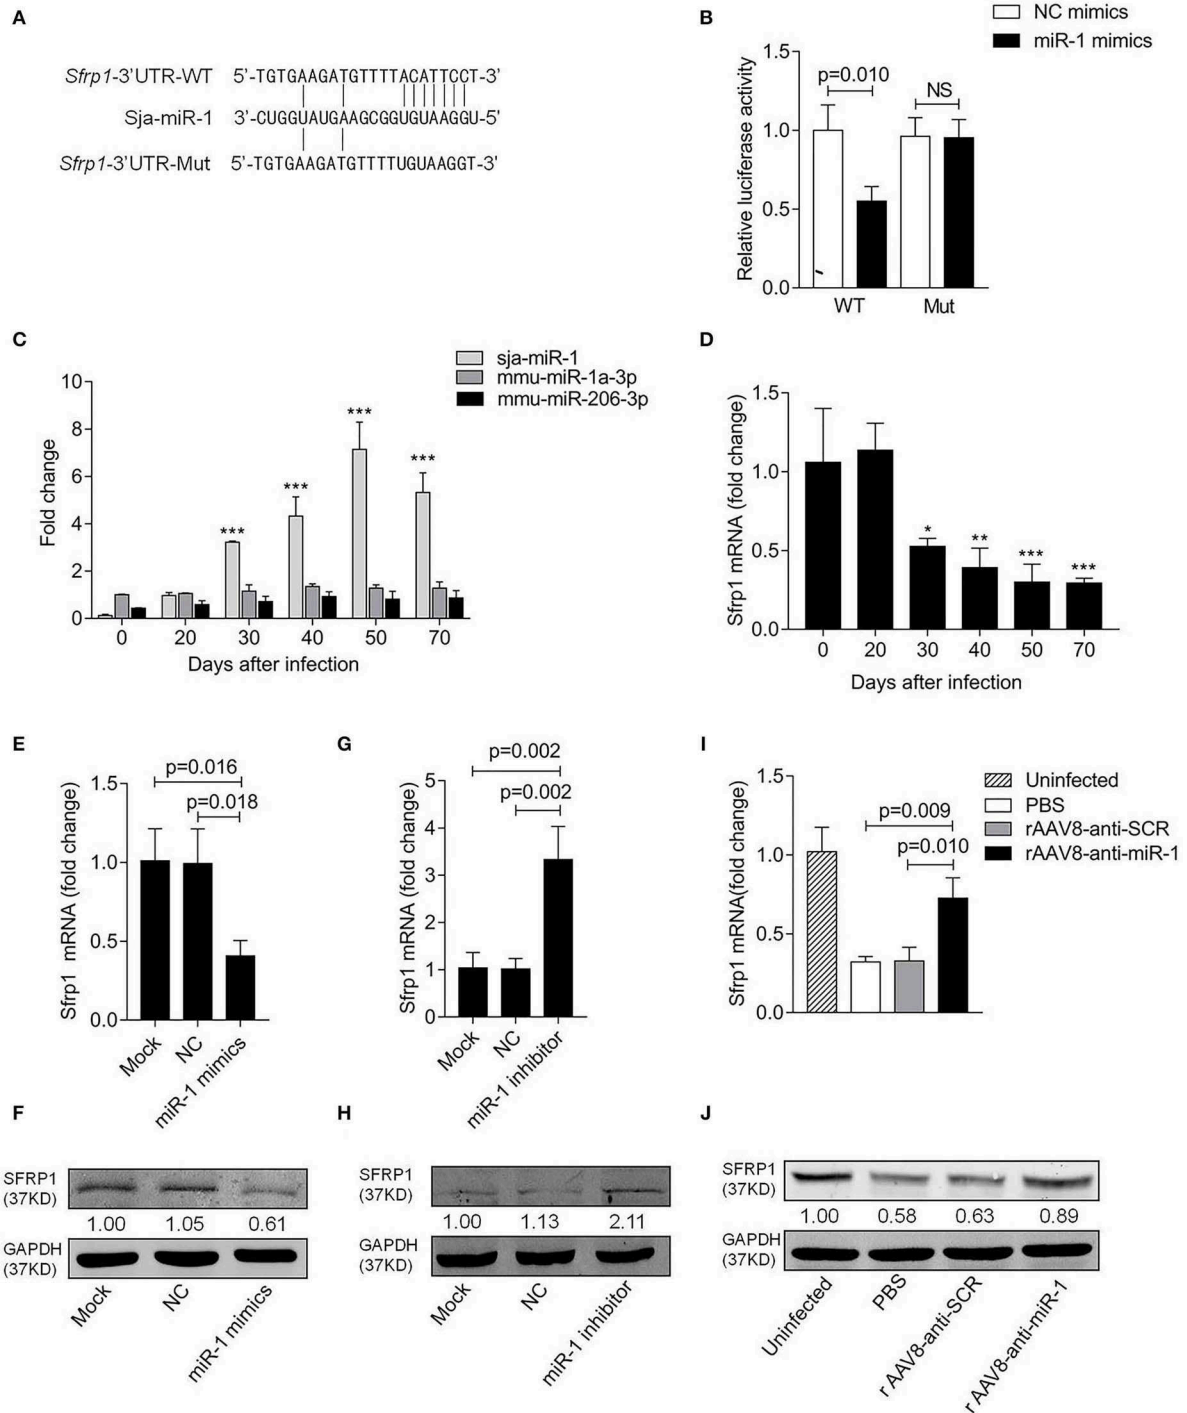 A
Sfrp1-3'UTR-WT 5'-TGTGAAGATGTTTTACATTCCT-3'
Sja-miR-1 3'-CUGGUAUGAAGCGGUGUAAGGU-5'
Sfrp1-3'UTR-Mut 5'-TGTGAAGATGTTTTUGUAAGGT-3'
B
NC mimics
miR-1 mimics
Relative luciferase activity
1.5
1.0
0.5
0.0
p=0.010
NS
WT Mut
C
sja-miR-1
mmu-miR-1a-3p
mmu-miR-206-3p
Fold change
10
8
6
4
2
0
***
***
***
***
0 20 30 40 50 70
Days after infection
D
Sfrp1 mRNA (fold change)
1.5
1.0
0.5
0.0
*
**
***
***
0 20 30 40 50 70
Days after infection
E
Sfrp1 mRNA (fold change)
1.5
1.0
0.5
0.0
p=0.016
p=0.018
Mock
NC
miR-1 mimics
G
Sfrp1 mRNA (fold change)
5
4
3
2
1
0
p=0.002
p=0.002
Mock
NC
miR-1 inhibitor
I
Uninfected
PBS
rAAV8-anti-SCR
rAAV8-anti-miR-1
Sfrp1 mRNA(fold change)
1.5
1.0
0.5
0.0
p=0.009
p=0.010
F
SFRP1
(37KD)
1.00 1.05 0.61
GAPDH
(37KD)
Mock
NC
miR-1 mimics
H
SFRP1
(37KD)
1.00 1.13 2.11
GAPDH
(37KD)
Mock
NC
miR-1 inhibitor
J
SFRP1
(37KD)
1.00 0.58 0.63 0.89
GAPDH
(37KD)
Uninfected
PBS
r AAV8-anti-SCR
r AAV8-anti-miR-1